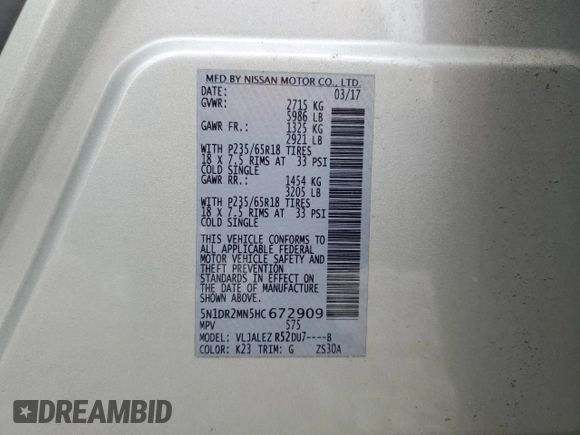 MFD BY NISSAN MOTOR CO., LTD.
DATE: 03/17
GVWR: 2715 KG
5986 LB
GAWR FR.: 1325 KG
2921 LB
WITH P235/65R18 TIRES
18 X 7.5 RIMS AT 33 PSI
COLD SINGLE
GAWR RR.: 1454 KG
3205 LB
WITH P235/65R18 TIRES
18 X 7.5 RIMS AT 33 PSI
COLD SINGLE
THIS VEHICLE CONFORMS TO
ALL APPLICABLE FEDERAL
MOTOR VEHICLE SAFETY AND
THEFT PREVENTION
STANDARDS IN EFFECT ON
THE DATE OF MANUFACTURE
SHOWN ABOVE.
5N1DR2MN5HC672909
MPV 575
MODEL: VLJALEZ R52DU7----B
COLOR: K23 TRIM: G ZS30A
DREAMBID